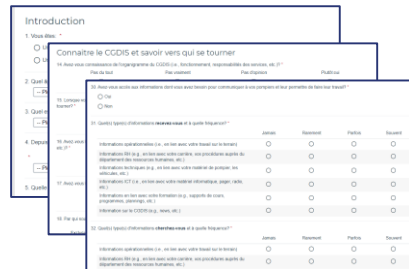 Introduction
1. Vous êtes : *
2. Quel
-- Pl
3. Quel e
-- Pl
4. Depuis
-- Pl
5. Quelle
Connaitre le CGDIS et savoir vers qui se tourner
14. Avez vous connaissance de l'organigramme du CGDIS (i.e., fonctionnement, responsabilités des services, etc.)? *
Pas du tout Pas vraiment Pas d'opinion Plutôt oui
15. Lorsque
tourner? *
16. Avez vous
etc.)? *
17. Avez vous
18. Par qui
20. Avez-vous accès aux informations dont vous avez besoin pour communiquer à vos pompiers et leur permettre de faire leur travail? *
Oui
Non
31. Quel(s) type(s) d'informations recevez-vous et à quelle fréquence? *
Jamais Rarement Parfois Souvent
Informations opérationnelles (i.e., en lien avec votre travail sur le terrain)
Informations RH (e.g., en lien avec votre carrière, vos procédures auprès du
département des ressources humaines, etc.)
Informations techniques (e.g., en lien avec votre matériel de pompier, les
véhicules, etc.)
Informations ICT (i.e., en lien avec votre matériel informatique, pager, radio,
etc.)
Informations en lien avec votre formation (e.g., supports de cours,
programmes, plannings, etc.)
Information sur le CGDIS (e.g., news, etc.)
32. Quel(s) type(s) d'informations cherchez-vous et à quelle fréquence? *
Jamais Rarement Parfois Souvent
Informations opérationnelles (i.e., en lien avec votre travail sur le terrain)
Informations RH (e.g., en lien avec votre carrière, vos procédures auprès du
département des ressources humaines, etc.)